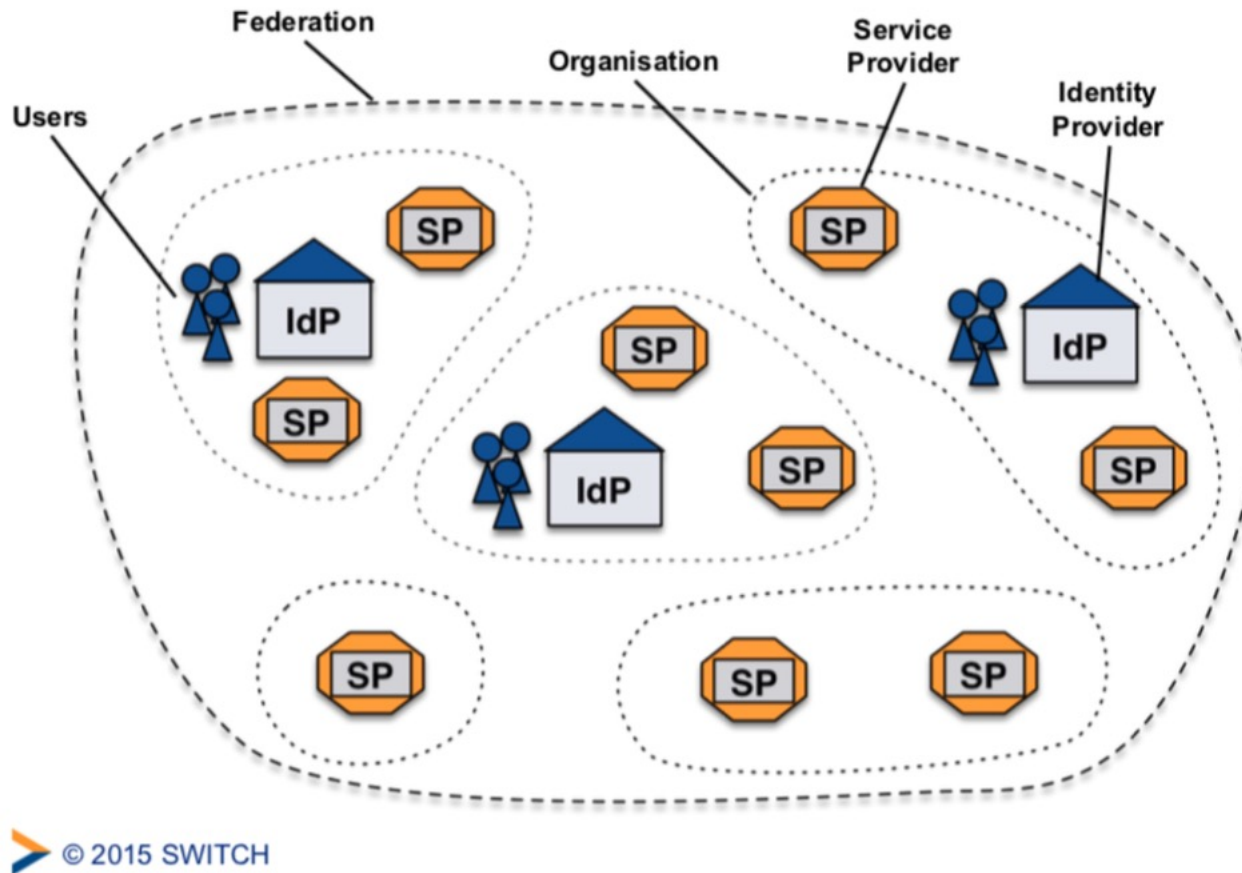 Federation
Service
Provider
Organisation
Identity
Provider
Users
SP
SP
IdP
SP
IdP
SP
SP
IdP
SP
SP
SP
SP
SP
© 2015 SWITCH